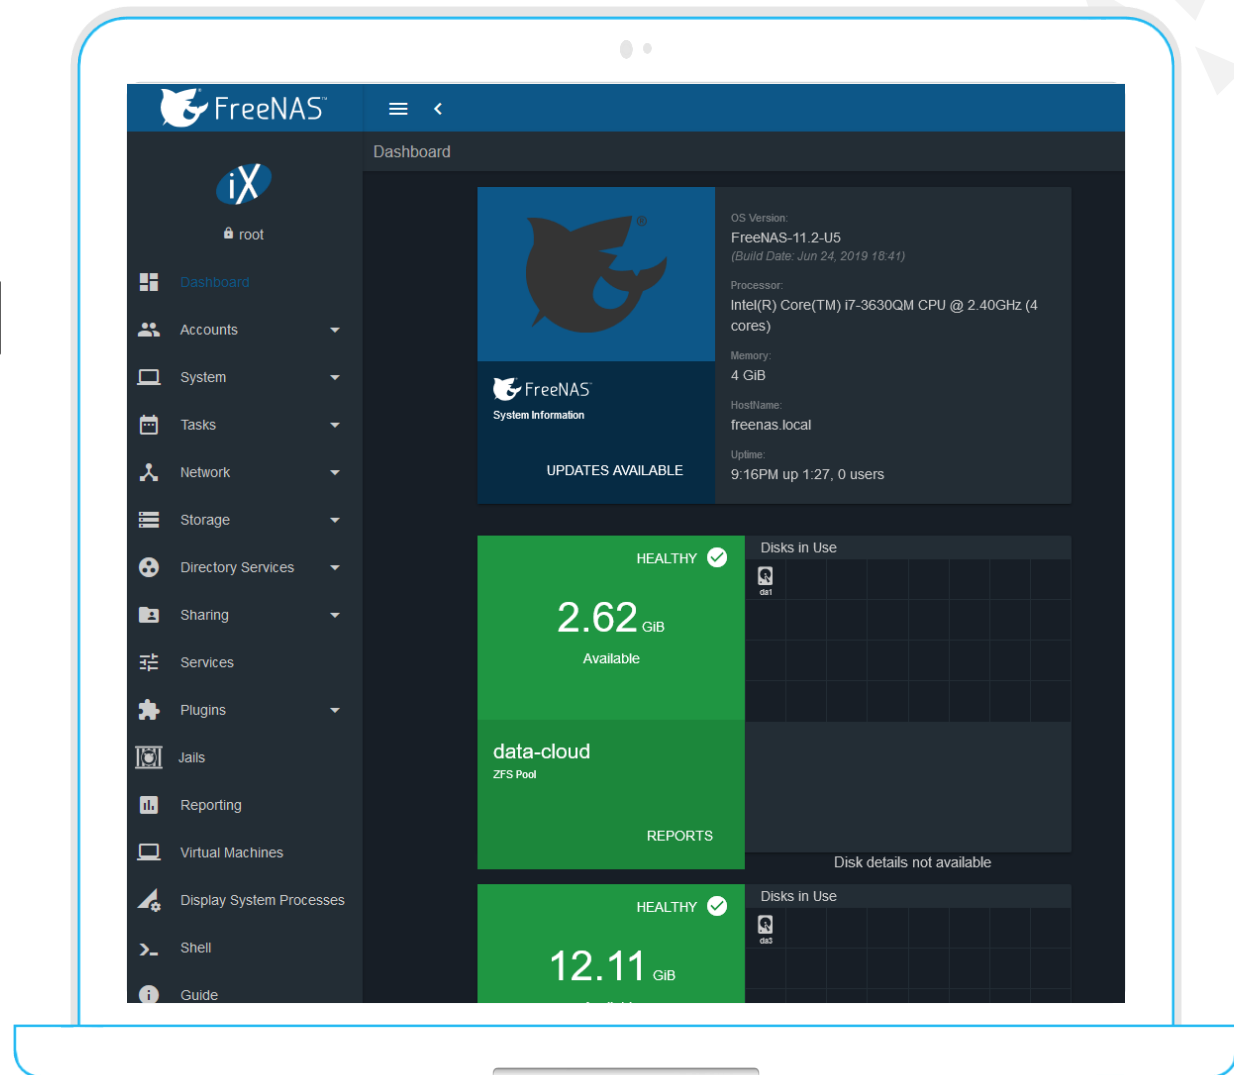 FreeNAS™
Dashboard
iX
root
Dashboard
Accounts
System
Tasks
Network
Storage
Directory Services
Sharing
Services
Plugins
Jails
Reporting
Virtual Machines
Display System Processes
Shell
Guide
®
FreeNAS
System Information
UPDATES AVAILABLE
OS Version:
FreeNAS-11.2-U5
(Build Date: Jun 24, 2019 18:41)
Processor:
Intel(R) Core(TM) i7-3630QM CPU @ 2.40GHz (4
cores)
Memory:
4 GiB
HostName:
freenas.local
Uptime:
9:16PM up 1:27, 0 users
HEALTHY
2.62 GiB
Available
data-cloud
ZFS Pool
REPORTS
Disks in Use
da1
Disk details not available
HEALTHY
12.11 GiB
Disks in Use
da3